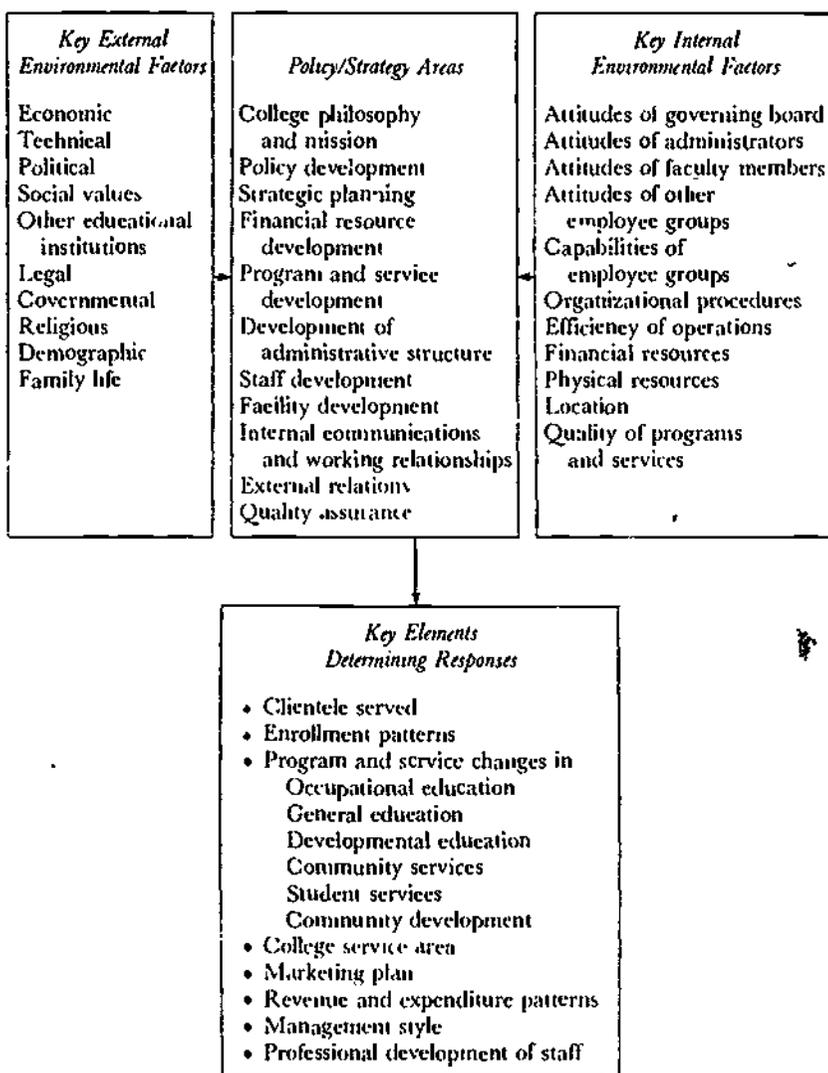 Key External
Environmental Factors
Economic
Technical
Political
Social values
Other educational
institutions
Legal
Governmental
Religious
Demographic
Family life
Policy/Strategy Areas
College philosophy
and mission
Policy development
Strategic planning
Financial resource
development
Program and service
development
Development of
administrative structure
Staff development
Facility development
Internal communications
and working relationships
External relations
Quality assurance
Key Internal
Environmental Factors
Attitudes of governing board
Attitudes of administrators
Attitudes of faculty members
Attitudes of other
employee groups
Capabilities of
employee groups
Organizational procedures
Efficiency of operations
Financial resources
Physical resources
Location
Quality of programs
and services
Key Elements
Determining Responses
• Clientele served
• Enrollment patterns
• Program and service changes in
Occupational education
General education
Developmental education
Community services
Student services
Community development
• College service area
• Marketing plan
• Revenue and expenditure patterns
• Management style
• Professional development of staff